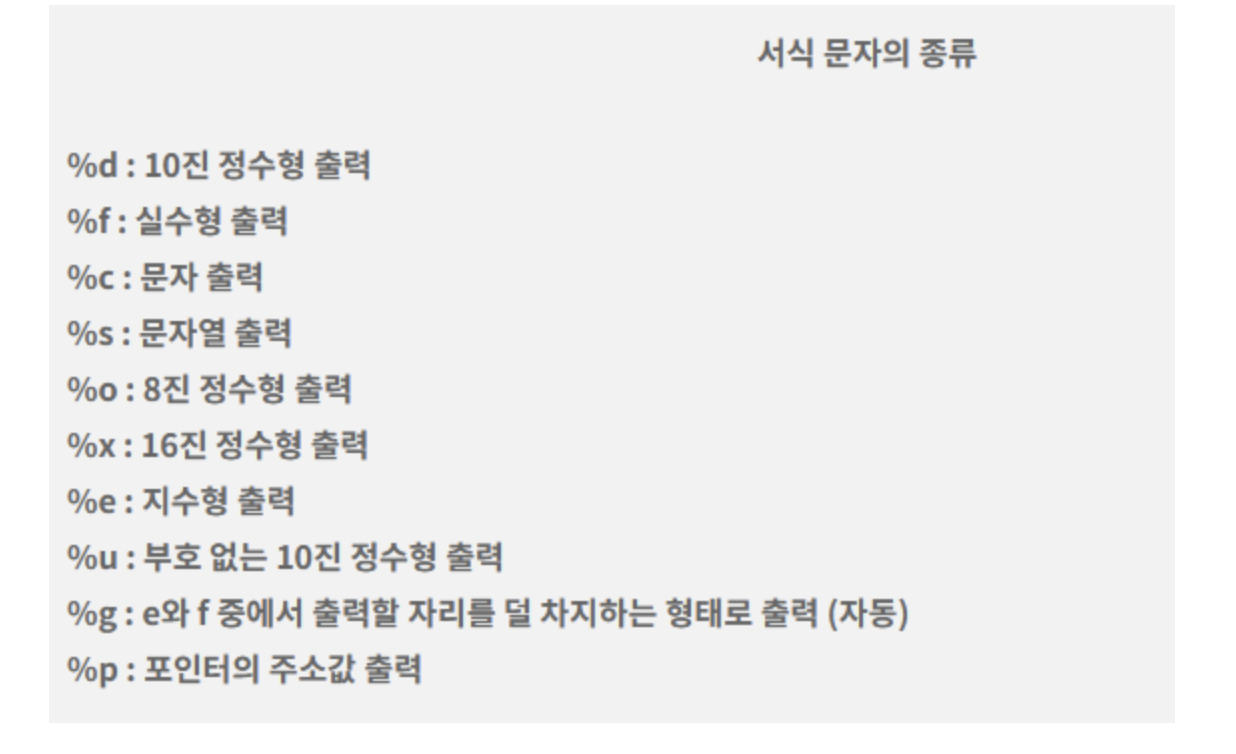 서식 문자의 종류
%d : 10진 정수형 출력
%f : 실수형 출력
%c : 문자 출력
%s : 문자열 출력
%o : 8진 정수형 출력
%x : 16진 정수형 출력
%e : 지수형 출력
%u : 부호 없는 10진 정수형 출력
%g : e와 f 중에서 출력할 자리를 덜 차지하는 형태로 출력 (자동)
%p : 포인터의 주소값 출력